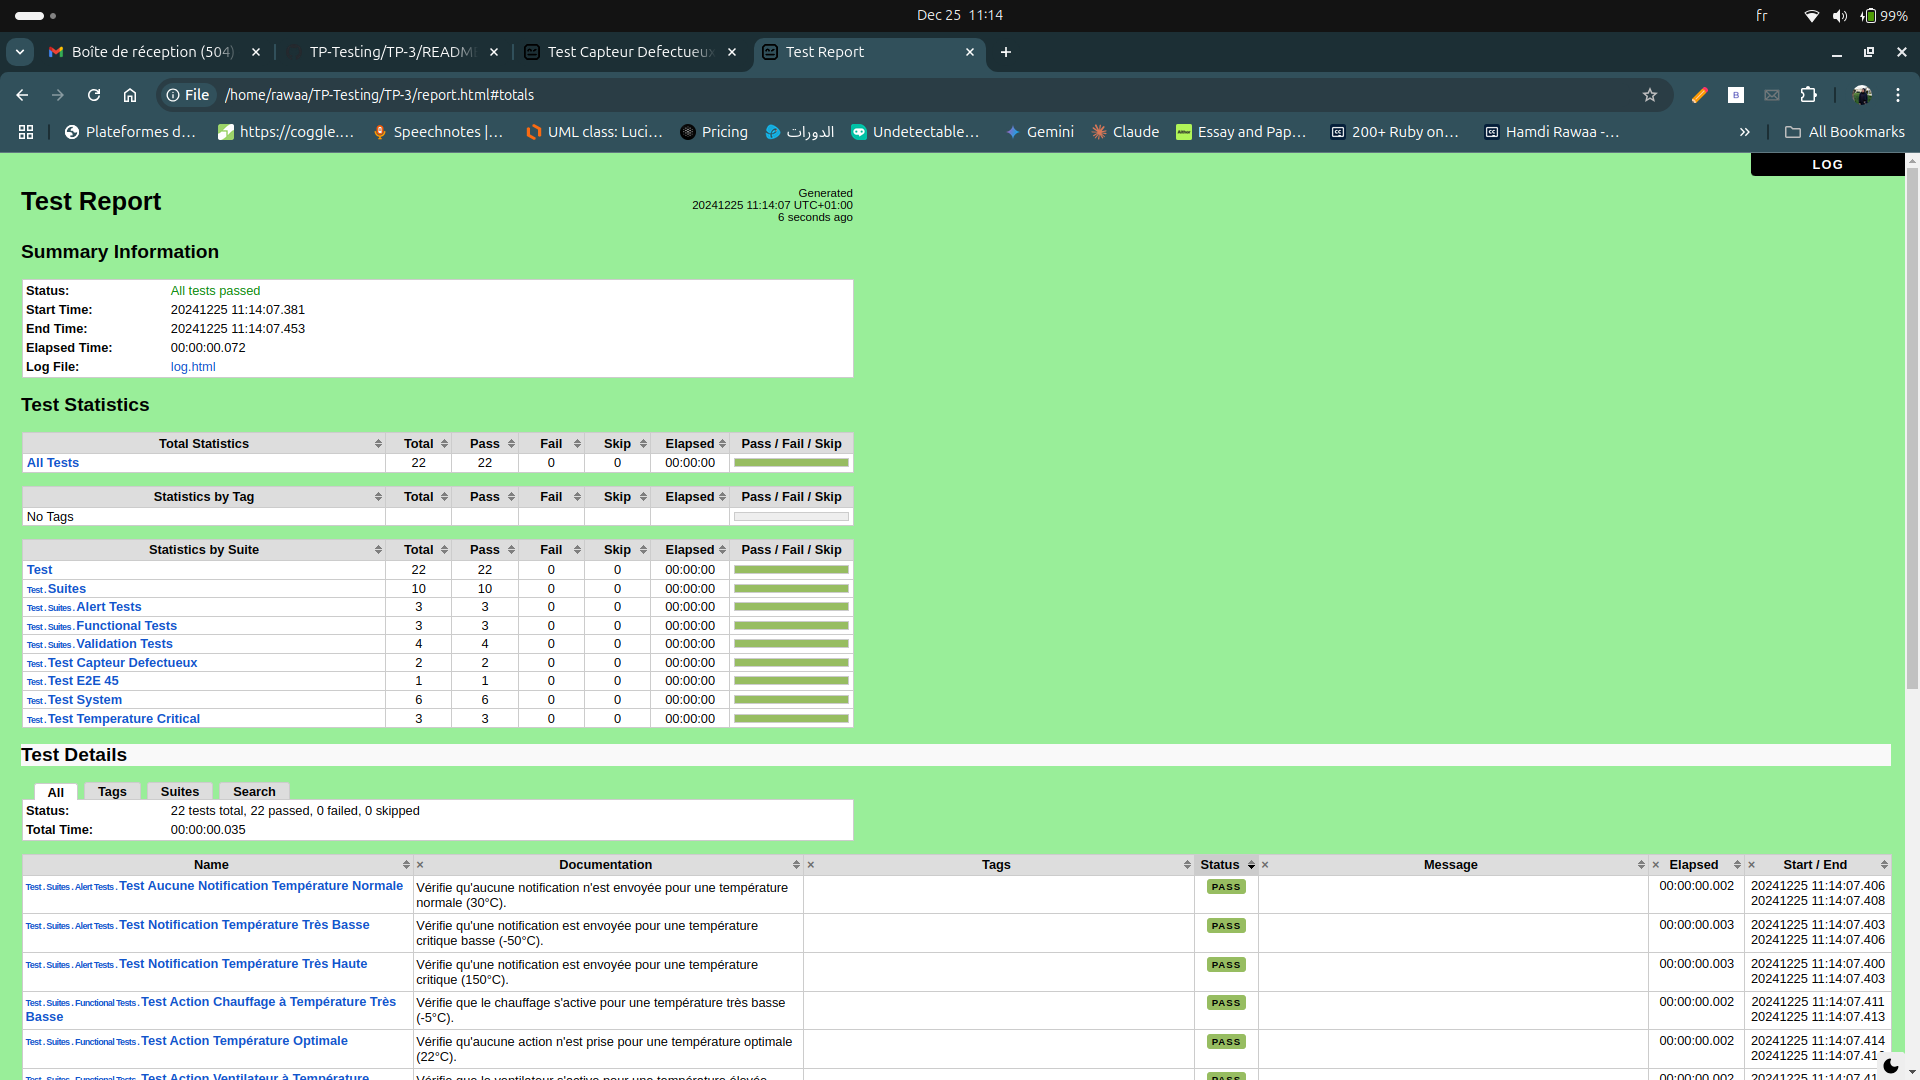 Dec 25 11:14
fr
99%
Boîte de réception (504)
TP-Testing/TP-3/READM
Test Capteur Defectueux
Test Report
File
/home/rawaa/TP-Testing/TP-3/report.html#totals
Plateformes d...
https://coggle....
Speechnotes |...
UML class: Luci...
Pricing
الدورات
Undetectable...
Gemini
Claude
Essay and Pap...
200+ Ruby on...
Hamdi Rawaa -...
All Bookmarks
LOG
Test Report
Generated
20241225 11:14:07 UTC+01:00
6 seconds ago
Summary Information
Status: All tests passed
Start Time: 20241225 11:14:07.381
End Time: 20241225 11:14:07.453
Elapsed Time: 00:00:00.072
Log File: log.html
Test Statistics
Total Statistics Total Pass Fail Skip Elapsed Pass / Fail / Skip
All Tests 22 22 0 0 00:00:00
Statistics by Tag Total Pass Fail Skip Elapsed Pass / Fail / Skip
No Tags
Statistics by Suite Total Pass Fail Skip Elapsed Pass / Fail / Skip
Test 22 22 0 0 00:00:00
Test . Suites 10 10 0 0 00:00:00
Test . Suites . Alert Tests 3 3 0 0 00:00:00
Test . Suites . Functional Tests 3 3 0 0 00:00:00
Test . Suites . Validation Tests 4 4 0 0 00:00:00
Test . Test Capteur Defectueux 2 2 0 0 00:00:00
Test . Test E2E 45 1 1 0 0 00:00:00
Test . Test System 6 6 0 0 00:00:00
Test . Test Temperature Critical 3 3 0 0 00:00:00
Test Details
All Tags Suites Search
Status: 22 tests total, 22 passed, 0 failed, 0 skipped
Total Time: 00:00:00.035
Name × Documentation × Tags Status × Message × Elapsed × Start / End
Test . Suites . Alert Tests . Test Aucune Notification Température Normale Vérifie qu'aucune notification n'est envoyée pour une température PASS 00:00:00.002 20241225 11:14:07.406
normale (30°C). 20241225 11:14:07.408
Test . Suites . Alert Tests . Test Notification Température Très Basse Vérifie qu'une notification est envoyée pour une température PASS 00:00:00.003 20241225 11:14:07.403
critique basse (-50°C). 20241225 11:14:07.406
Test . Suites . Alert Tests . Test Notification Température Très Haute Vérifie qu'une notification est envoyée pour une température PASS 00:00:00.003 20241225 11:14:07.400
critique (150°C). 20241225 11:14:07.403
Test . Suites . Functional Tests . Test Action Chauffage à Température Très Vérifie que le chauffage s'active pour une température très basse PASS 00:00:00.002 20241225 11:14:07.411
Basse (-5°C). 20241225 11:14:07.413
Test . Suites . Functional Tests . Test Action Température Optimale Vérifie qu'aucune action n'est prise pour une température optimale PASS 00:00:00.002 20241225 11:14:07.414
(22°C). 20241225 11:14:07.41
Test . Suites . Functional Tests . Test Action Ventilateur à Température Vérifie que le ventilateur s'active pour une température élevée PASS 00:00:00.002 20241225 11:14:07.41